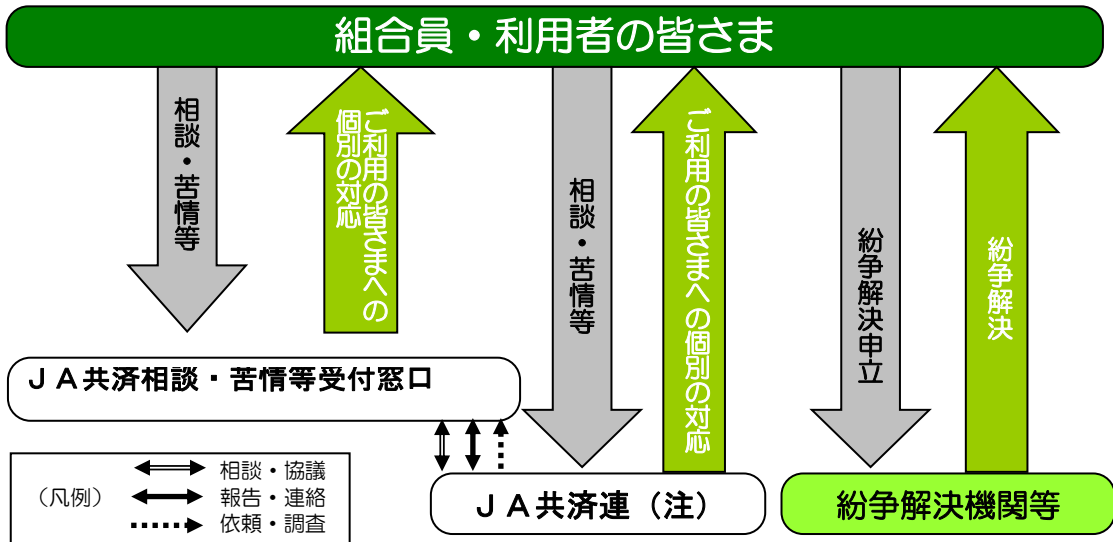 組合員・利用者の皆さま
相談・苦情等
ご利用の皆さまへの
個別の対応
相談・苦情等
ご利用の皆さまへの個別の対応
紛争解決申立
紛争解決
ＪＡ共済相談・苦情等受付窓口
（凡例）
相談・協議
報告・連絡
依頼・調査
ＪＡ共済連（注）
紛争解決機関等